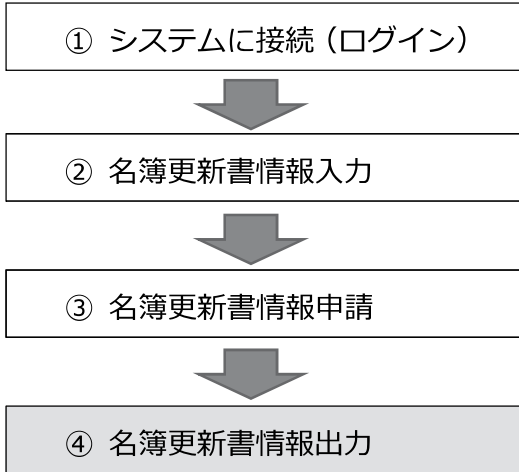 ① システムに接続（ログイン）
② 名簿更新書情報入力
③ 名簿更新書情報申請
④ 名簿更新書情報出力